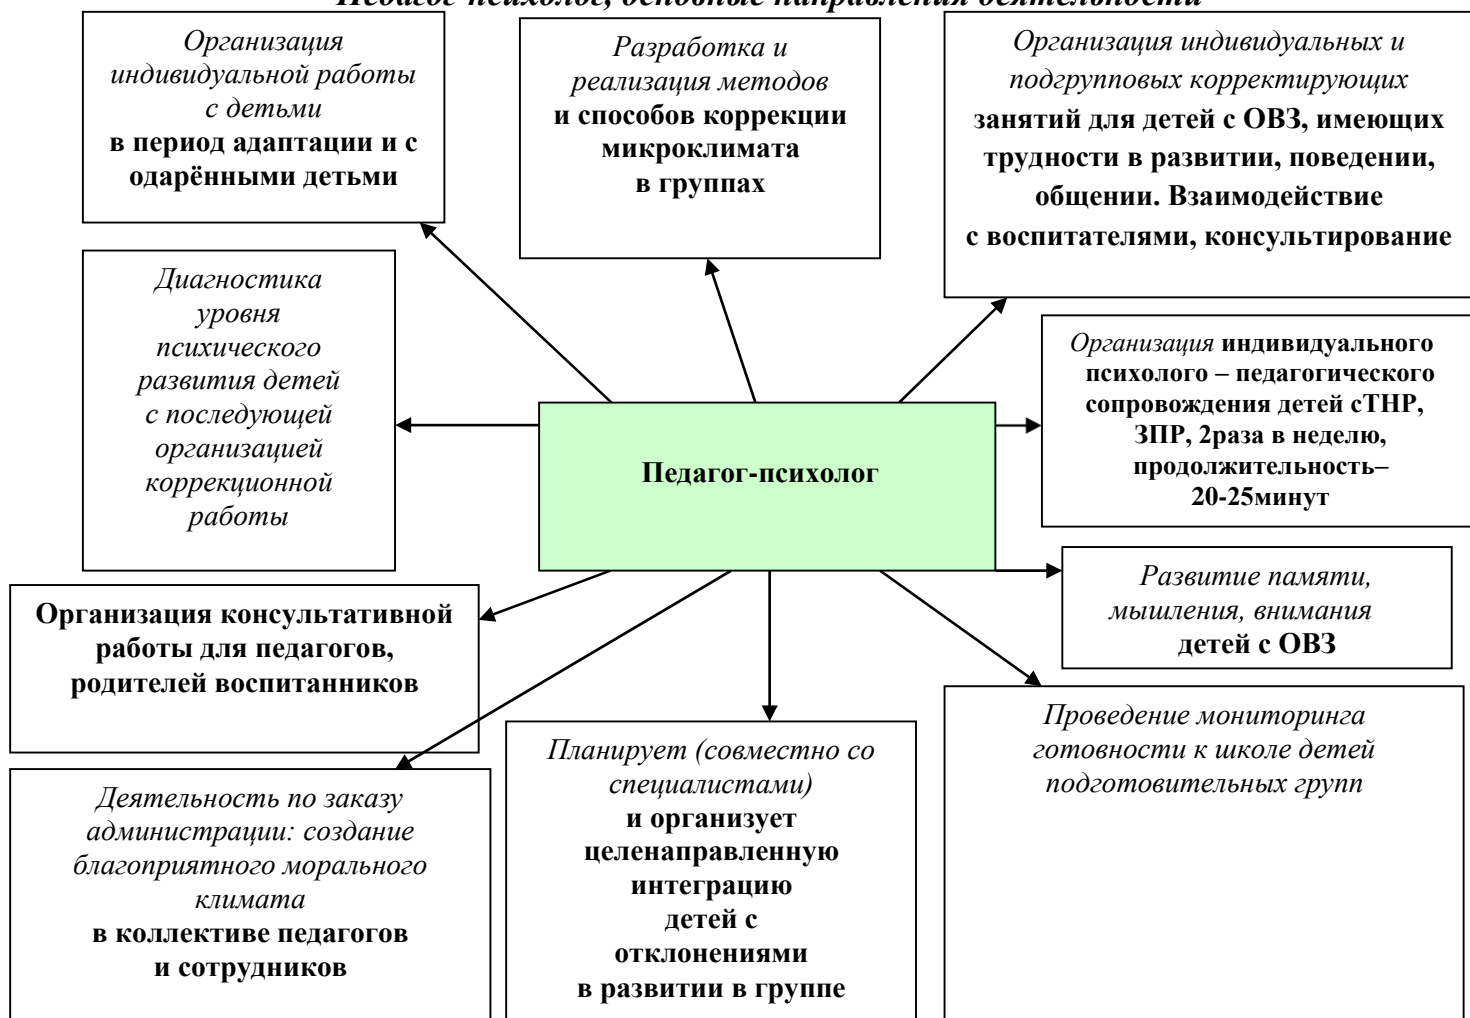 Педагог-психолог, основные направления деятельности
Организация
индивидуальной работы
с детьми
в период адаптации и с
одарёнными детьми
Разработка и
реализация методов
и способов коррекции
микроклимата
в группах
Организация индивидуальных и
подгрупповых корректирующих
занятий для детей с ОВЗ, имеющих
трудности в развитии, поведении,
общении. Взаимодействие
с воспитателями, консультирование
Диагностика
уровня
психического
развития детей
с последующей
организацией
коррекционной
работы
Организация индивидуального
психолого – педагогического
сопровождения детей сТНР,
ЗПР, 2раза в неделю,
продолжительность–
20-25минут
Педагог-психолог
Развитие памяти,
мышления, внимания
детей с ОВЗ
Организация консультативной
работы для педагогов,
родителей воспитанников
Проведение мониторинга
готовности к школе детей
подготовительных групп
Планирует (совместно со
специалистами)
и организует
целенаправленную
интеграцию
детей с
отклонениями
в развитии в группе
Деятельность по заказу
администрации: создание
благоприятного морального
климата
в коллективе педагогов
и сотрудников